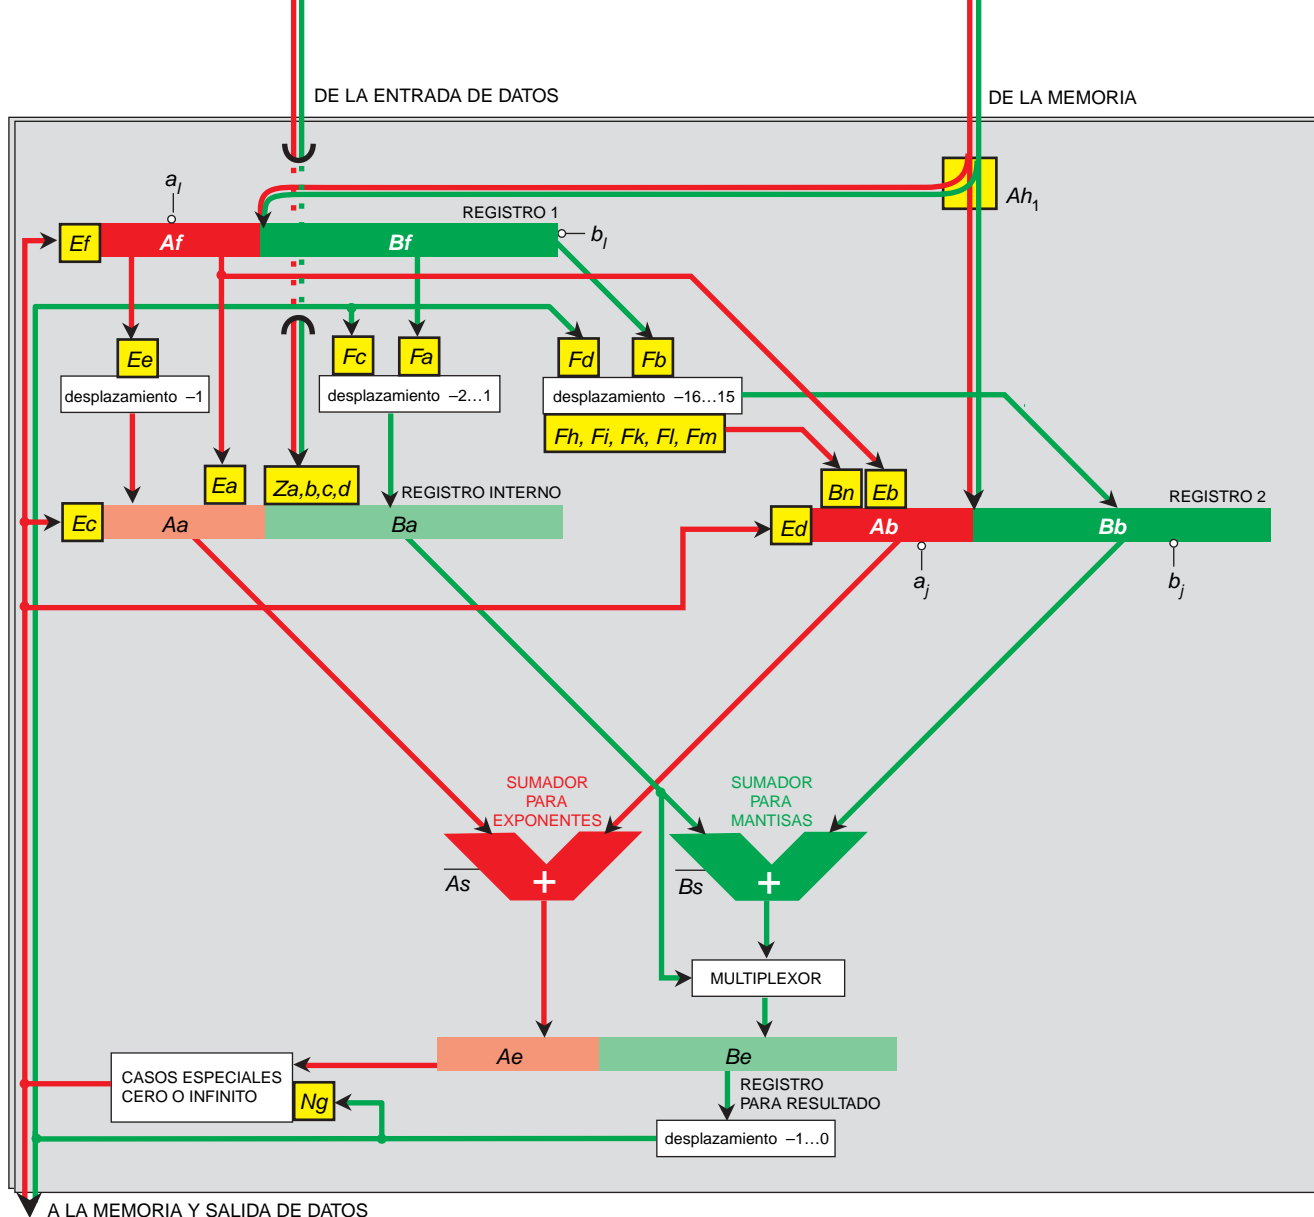 DE LA ENTRADA DE DATOS
DE LA MEMORIA
a_l
Ah_1
REGISTRO 1
b_l
Ef
Af
Bf
Ee
Fc
Fa
Fd
Fb
desplazamiento –1
desplazamiento –2...1
desplazamiento –16...15
Fh, Fi, Fk, Fl, Fm
Ea
Za,b,c,d
REGISTRO INTERNO
Bn
Eb
REGISTRO 2
Ec
Aa
Ba
Ed
Ab
Bb
a_j
b_j
SUMADOR
PARA
EXPONENTES
SUMADOR
PARA
MANTISAS
As
+
Bs
+
MULTIPLEXOR
Ae
Be
CASOS ESPECIALES
CERO O INFINITO
Ng
REGISTRO
PARA RESULTADO
desplazamiento –1...0
A LA MEMORIA Y SALIDA DE DATOS